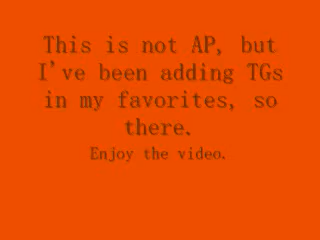 This is not AP, but
I've been adding TGs
in my favorites, so
there.
Enjoy the video.